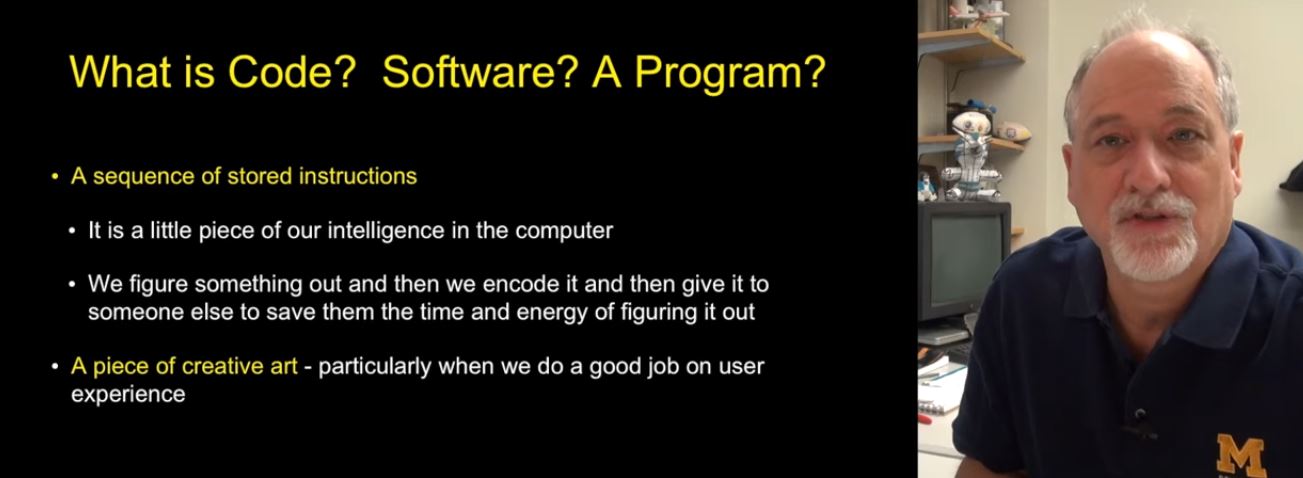 What is Code?  Software? A Program?
• A sequence of stored instructions
• It is a little piece of our intelligence in the computer
• We figure something out and then we encode it and then give it to
someone else to save them the time and energy of figuring it out
• A piece of creative art - particularly when we do a good job on user
experience
M